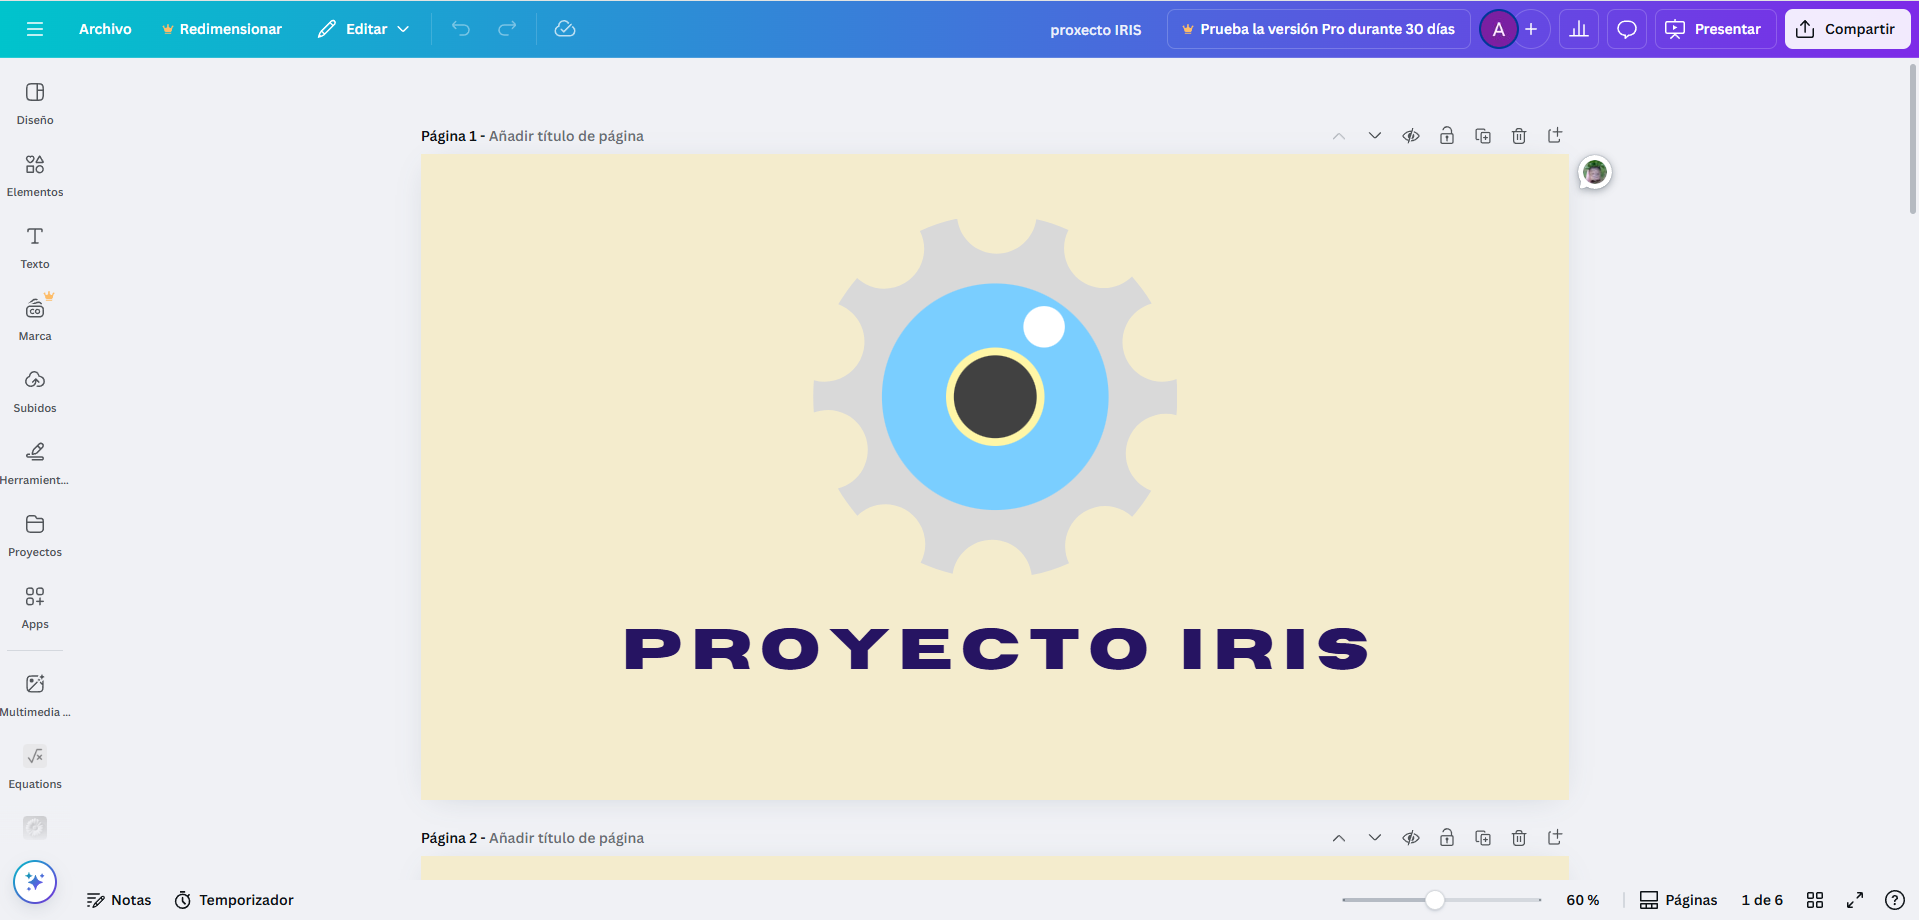 Archivo
Redimensionar
Editar
proxecto IRIS
Prueba la versión Pro durante 30 días
A
Presentar
Compartir
Diseño
Elementos
Texto
CO
Marca
Subidos
Herramient...
Proyectos
Apps
Multimedia ...
√x
Equations
Página 1 - Añadir título de página
PROYECTO IRIS
Página 2 - Añadir título de página
Notas
Temporizador
60 %
Páginas
1 de 6
?